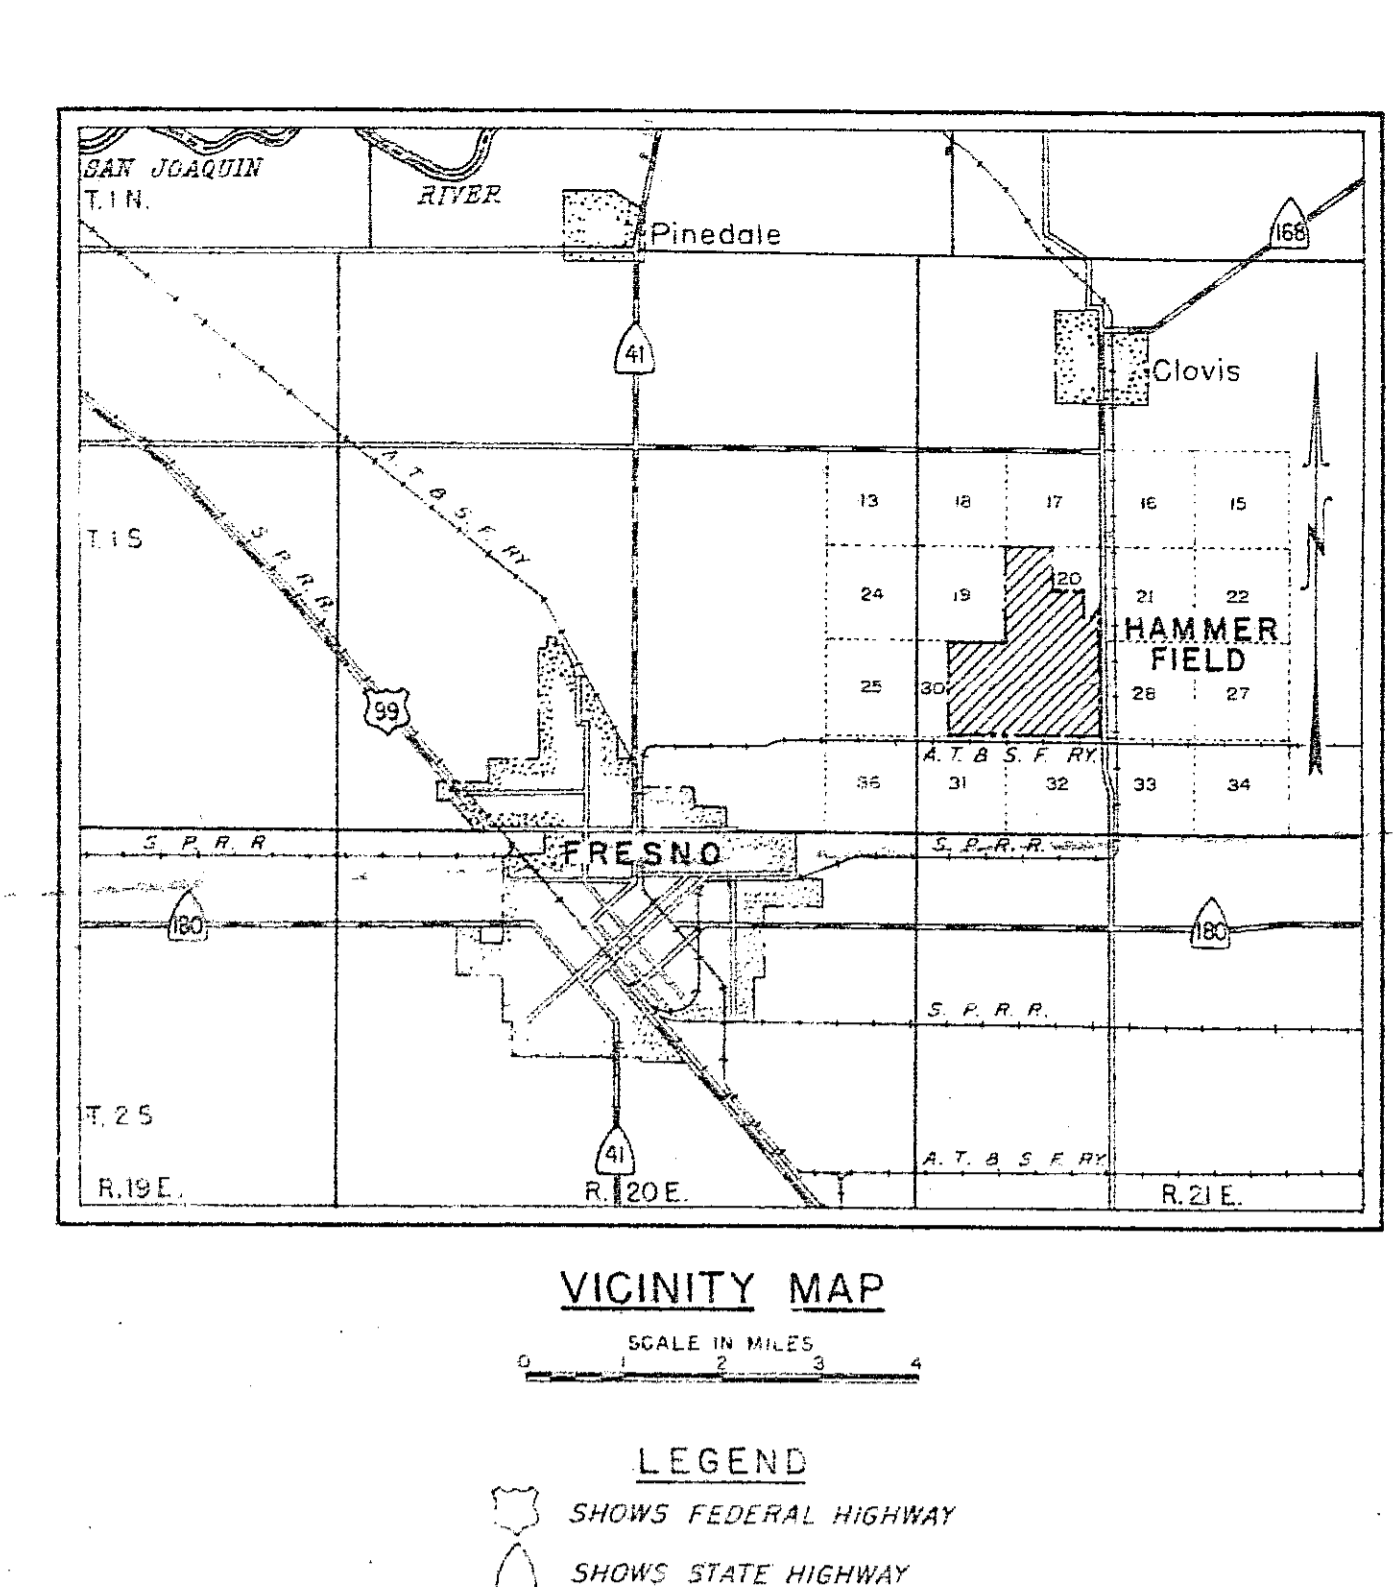 SAN JOAQUIN
T. 1 N.
RIVER
Pinedale
168
41
Clovis
A. T. & S. F. RY
S. P. R. R.
T. 1 S
13 18 17 16 15
24 19 20 21 22
HAMMER
FIELD
25 30 28 27
99
A. T. & S. F. RY.
36 31 32 33 34
S. P. R. R
FRESNO
S. P. R. R.
180
180
S. P. R. R.
T. 2 S
41
A. T. & S. F. RY.
R. 19 E.
R. 20 E.
R. 21 E.
VICINITY MAP
SCALE IN MILES
0 1 2 3 4
LEGEND
SHOWS FEDERAL HIGHWAY
SHOWS STATE HIGHWAY